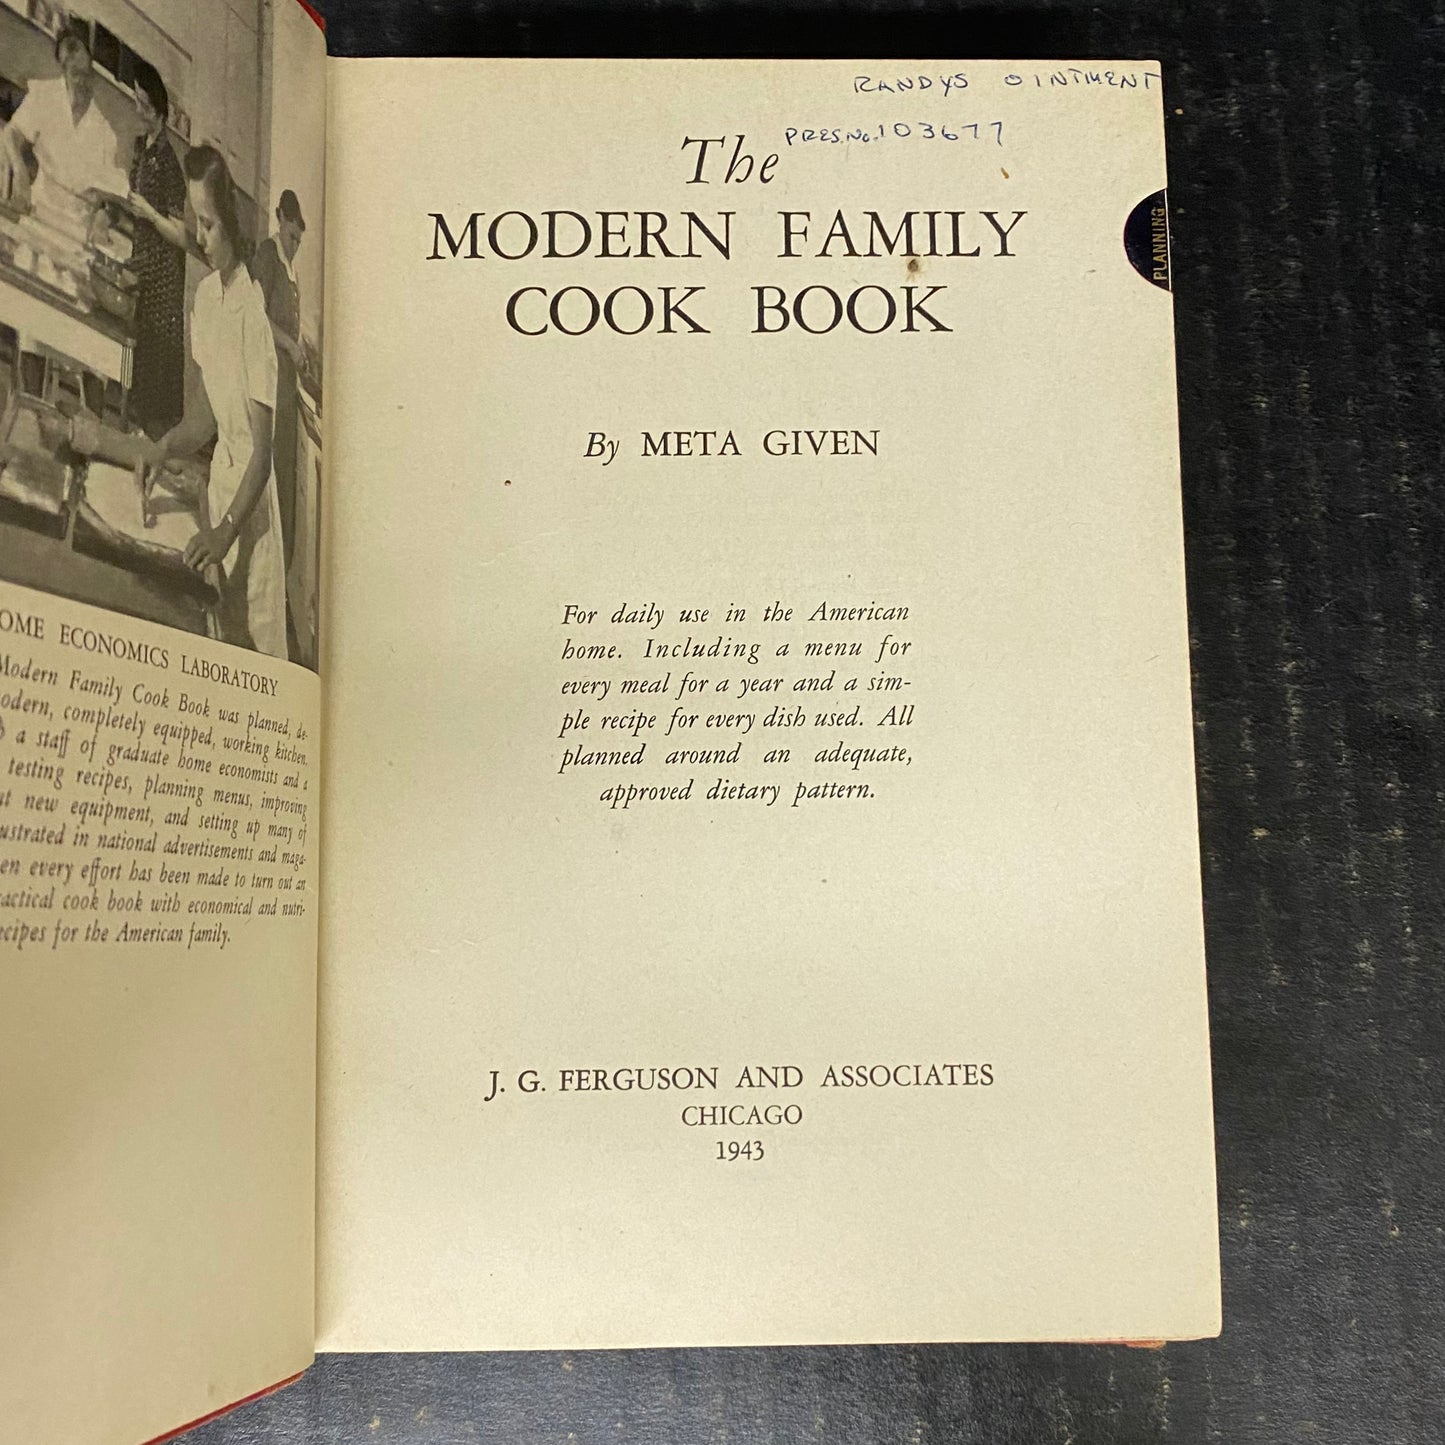 OME ECONOMICS LABORATORY
Modern Family Cook Book was planned, de-
odern, completely equipped, working kitchen.
a staff of graduate home economists and a
testing recipes, planning menus, improving
ut new equipment, and setting up many of
ustrated in national advertisements and maga-
en every effort has been made to turn out an
actical cook book with economical and nutri-
ecipes for the American family.
RANDYS OINTMENT
PRES. No. 103677
The
MODERN FAMILY
COOK BOOK
PLANNING
By META GIVEN
For daily use in the American
home. Including a menu for
every meal for a year and a sim-
ple recipe for every dish used. All
planned around an adequate,
approved dietary pattern.
J. G. FERGUSON AND ASSOCIATES
CHICAGO
1943